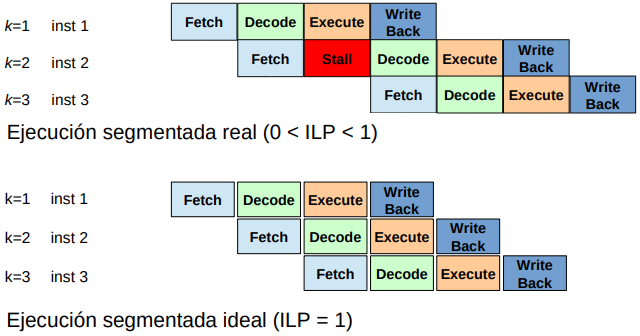 k=1 inst 1 Fetch Decode Execute Write Back
k=2 inst 2 Fetch Stall Decode Execute Write Back
k=3 inst 3 Fetch Decode Execute Write Back
Ejecución segmentada real (0 < ILP < 1)
k=1 inst 1 Fetch Decode Execute Write Back
k=2 inst 2 Fetch Decode Execute Write Back
k=3 inst 3 Fetch Decode Execute Write Back
Ejecución segmentada ideal (ILP = 1)